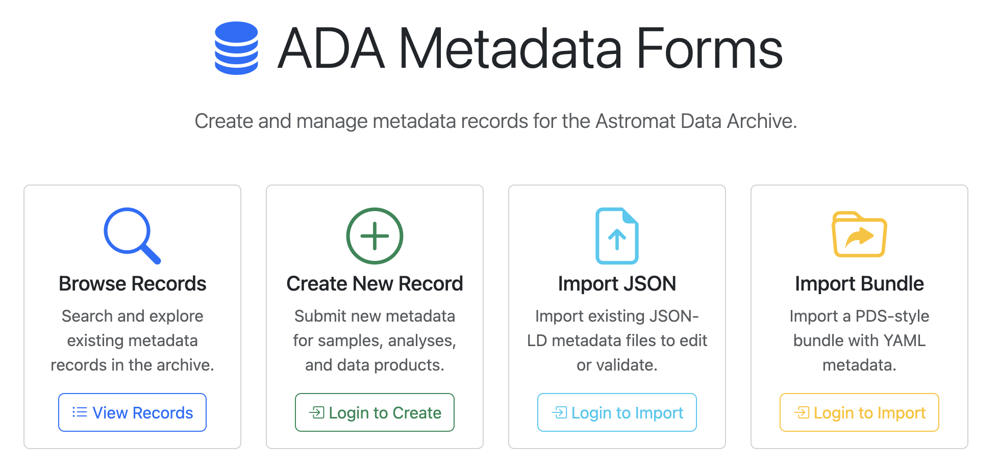 ADA Metadata Forms
Create and manage metadata records for the Astromat Data Archive.
Browse Records
Search and explore
existing metadata
records in the archive.
View Records
Create New Record
Submit new metadata
for samples, analyses,
and data products.
Login to Create
Import JSON
Import existing JSON-
LD metadata files to edit
or validate.
Login to Import
Import Bundle
Import a PDS-style
bundle with YAML
metadata.
Login to Import